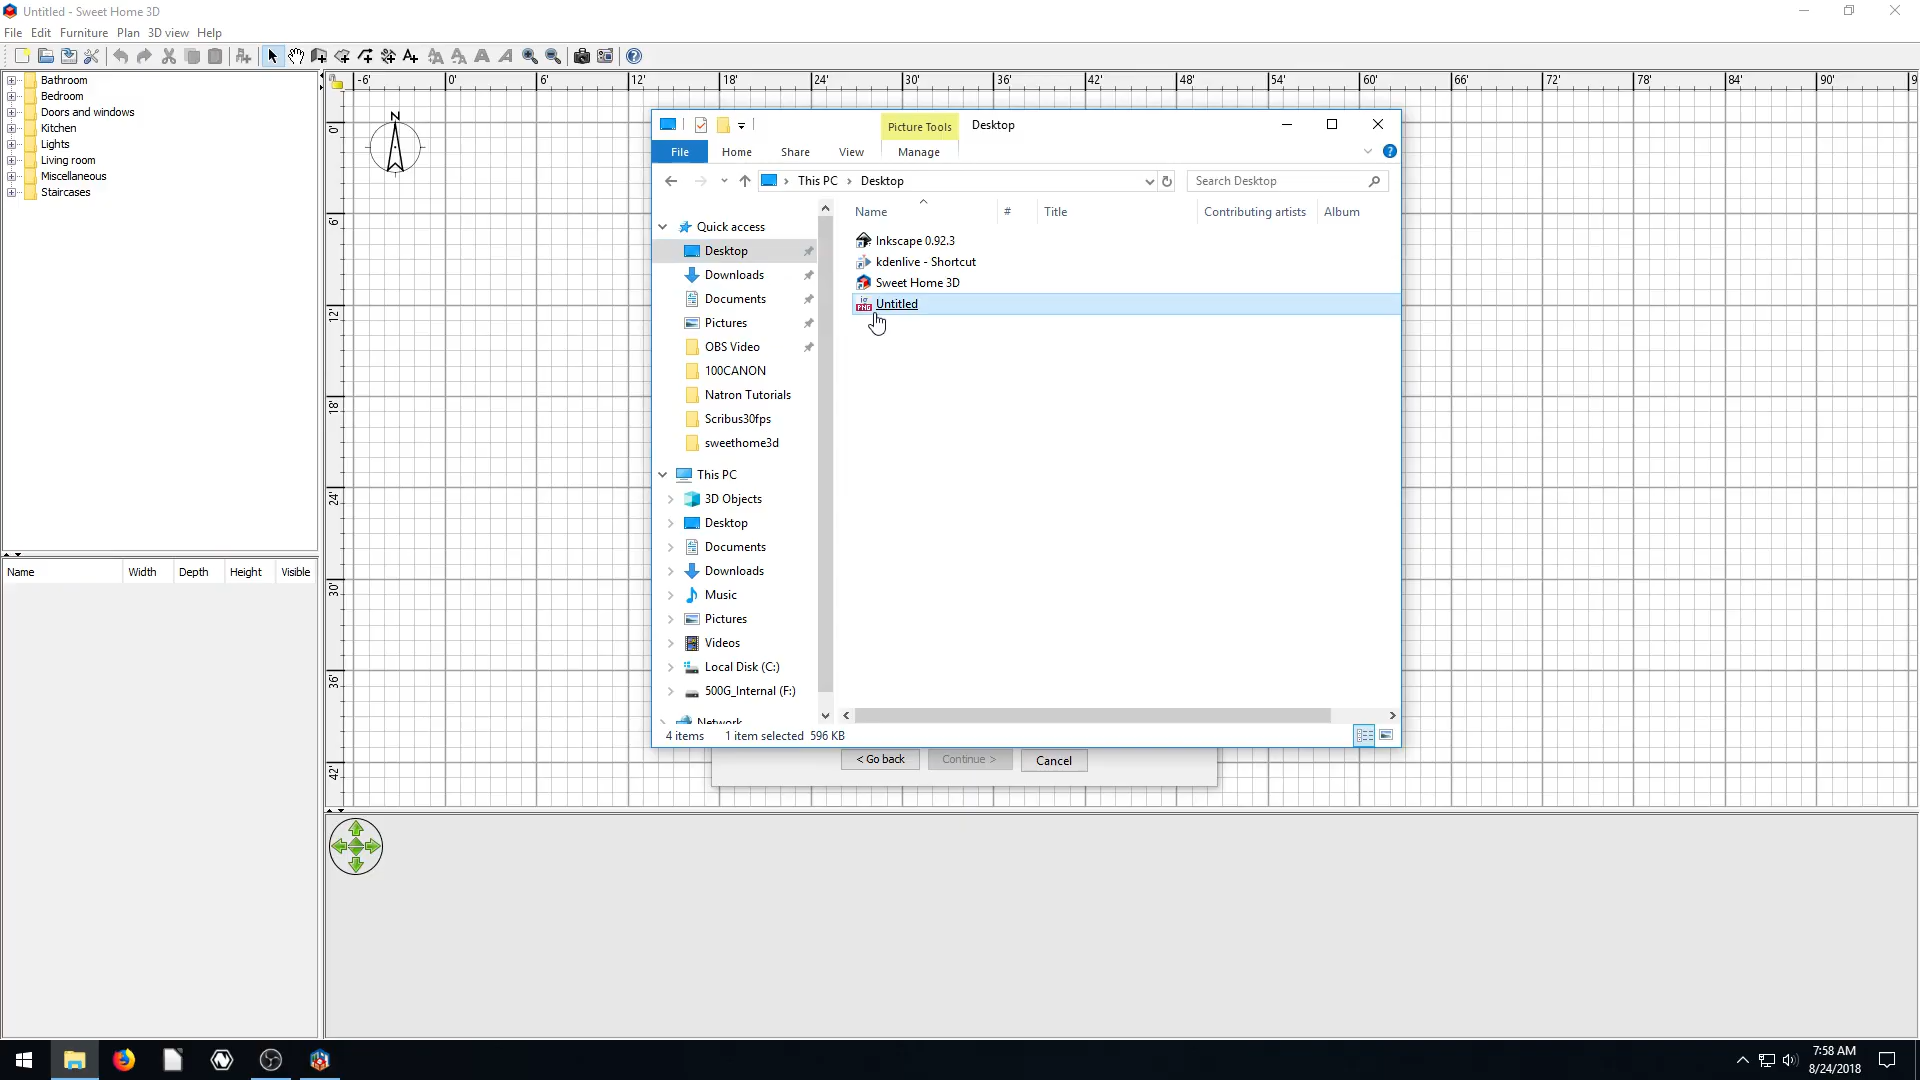 Untitled - Sweet Home 3D
File Edit Furniture Plan 3D view Help
Bathroom
Bedroom
Doors and windows
Kitchen
Lights
Living room
Miscellaneous
Staircases
-6' 0' 6' 12' 18' 24' 30' 36' 42' 48' 54' 60' 66' 72' 78' 84' 90' 9
0'
6'
12'
18'
24'
30'
36'
42'
N
Name Width Depth Height Visible
Picture Tools Desktop
File Home Share View Manage
This PC Desktop
Search Desktop
Quick access
Desktop
Downloads
Documents
Pictures
OBS Video
100CANON
Natron Tutorials
Scribus30fps
sweethome3d
This PC
3D Objects
Desktop
Documents
Downloads
Music
Pictures
Videos
Local Disk (C:)
500G_Internal (F:)
Network
Name # Title Contributing artists Album
Inkscape 0.92.3
kdenlive - Shortcut
Sweet Home 3D
Untitled
4 items 1 item selected 596 KB
< Go back Continue > Cancel
7:58 AM
8/24/2018